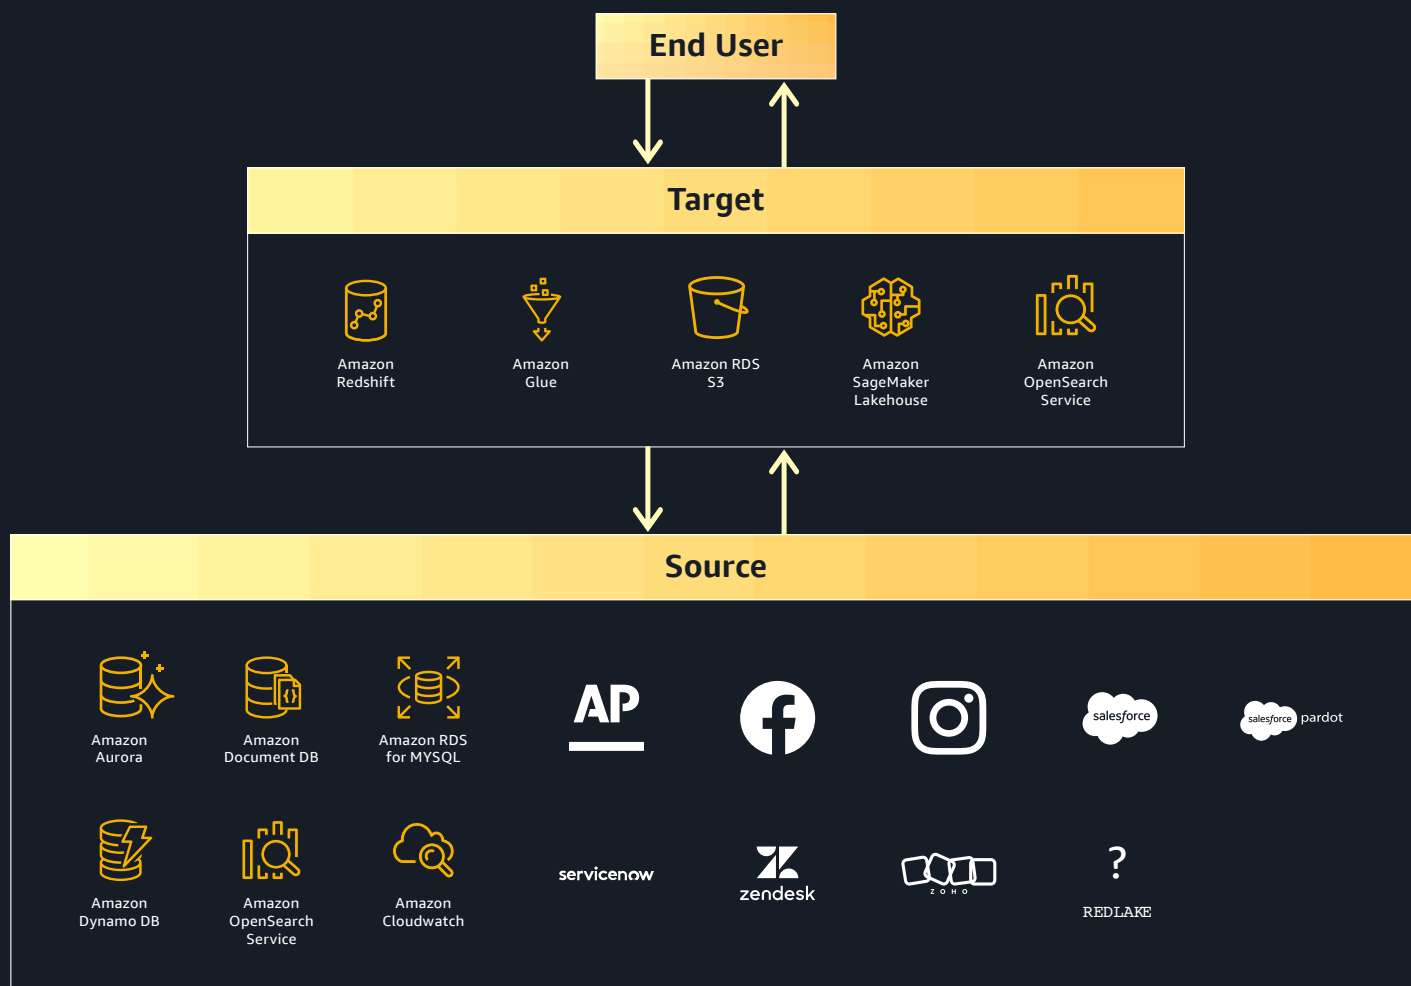 End User
Target
Amazon
Redshift
Amazon
Glue
Amazon RDS
S3
Amazon
SageMaker
Lakehouse
Amazon
OpenSearch
Service
Source
Amazon
Aurora
Amazon
Document DB
Amazon RDS
for MYSQL
AP
salesforce
salesforce pardot
Amazon
Dynamo DB
Amazon
OpenSearch
Service
Amazon
Cloudwatch
servicenow
zendesk
ZOHO
?
REDLAKE